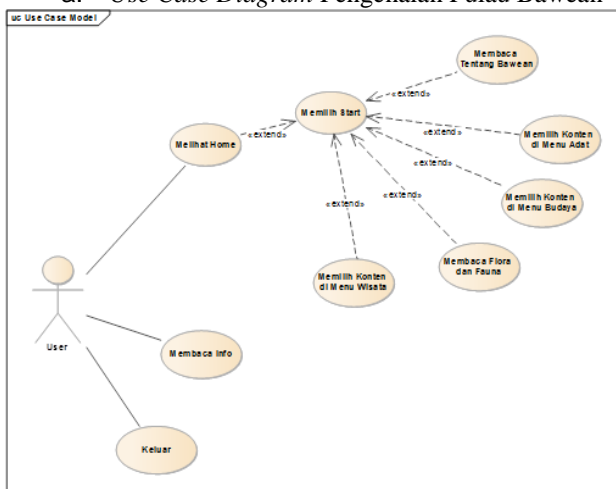 a. Use Case Diagram Pengenalan Pulau Bawean
uc Use Case Model
Membaca
Tentang Bawean
«extend»
Memilih Start
«extend»
Memilih Konten
di Menu Adat
«extend»
Melihat Home
«extend»
Memilih Konten
di Menu Budaya
«extend»
«extend»
Membaca Flora
dan Fauna
Memilih Konten
di Menu Wisata
User
Membaca Info
Keluar